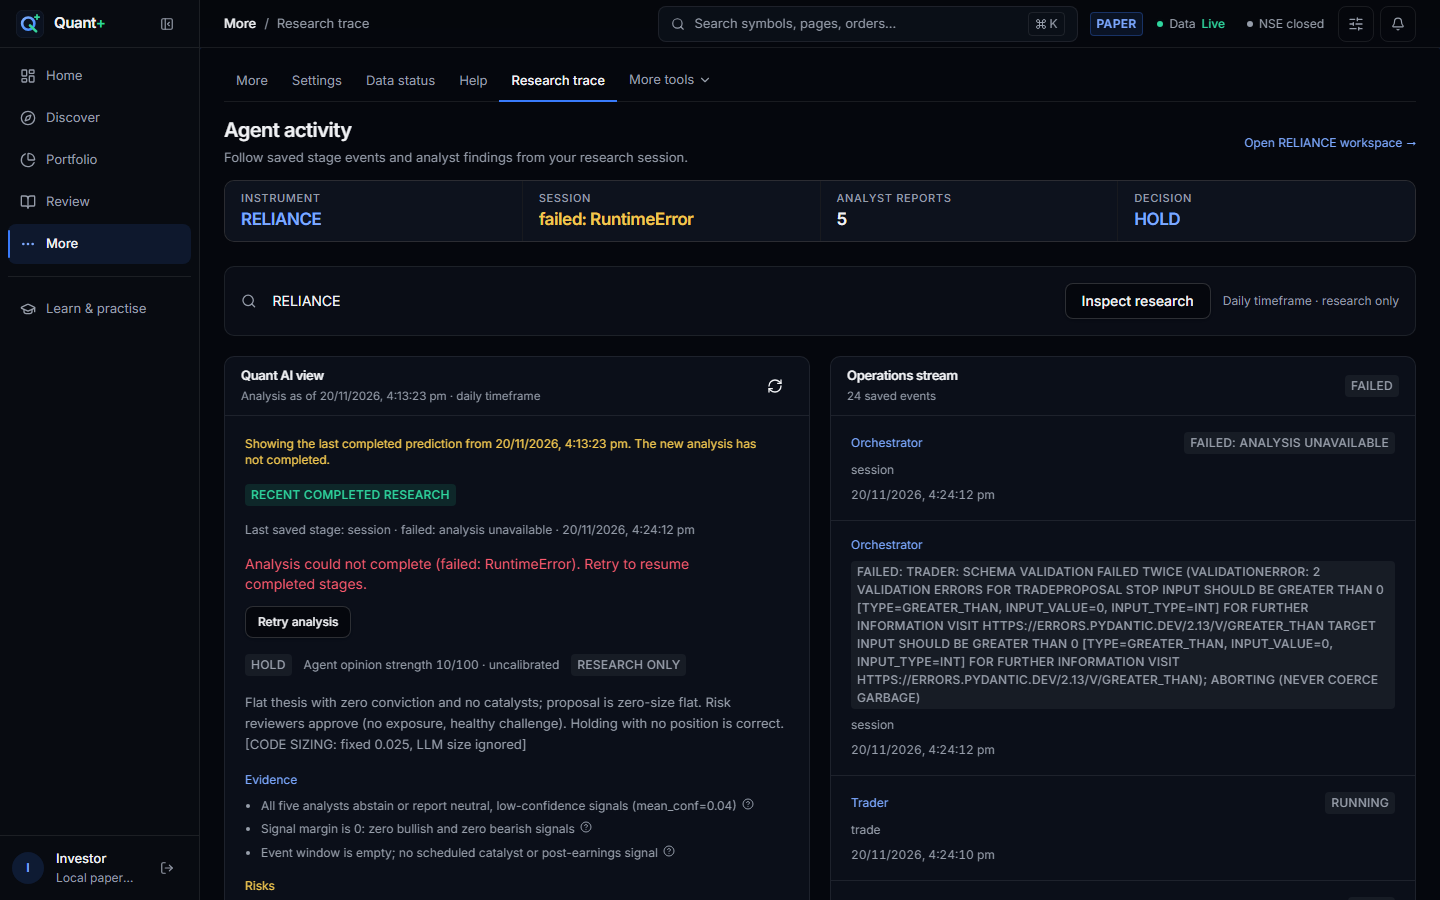 Quant+
More / Research trace
Search symbols, pages, orders...
⌘ K
PAPER
Data Live
NSE closed
Home
Discover
Portfolio
Review
More
Learn & practise
More
Settings
Data status
Help
Research trace
More tools
Agent activity
Follow saved stage events and analyst findings from your research session.
Open RELIANCE workspace →
INSTRUMENT
RELIANCE
SESSION
failed: RuntimeError
ANALYST REPORTS
5
DECISION
HOLD
RELIANCE
Inspect research
Daily timeframe · research only
Quant AI view
Analysis as of 20/11/2026, 4:13:23 pm · daily timeframe
Showing the last completed prediction from 20/11/2026, 4:13:23 pm. The new analysis has
not completed.
RECENT COMPLETED RESEARCH
Last saved stage: session · failed: analysis unavailable · 20/11/2026, 4:24:12 pm
Analysis could not complete (failed: RuntimeError). Retry to resume
completed stages.
Retry analysis
HOLD
Agent opinion strength 10/100 · uncalibrated
RESEARCH ONLY
Flat thesis with zero conviction and no catalysts; proposal is zero-size flat. Risk
reviewers approve (no exposure, healthy challenge). Holding with no position is correct.
[CODE SIZING: fixed 0.025, LLM size ignored]
Evidence
• All five analysts abstain or report neutral, low-confidence signals (mean_conf=0.04)
• Signal margin is 0: zero bullish and zero bearish signals
• Event window is empty; no scheduled catalyst or post-earnings signal
Risks
Operations stream
24 saved events
FAILED
Orchestrator
FAILED: ANALYSIS UNAVAILABLE
session
20/11/2026, 4:24:12 pm
Orchestrator
FAILED: TRADER: SCHEMA VALIDATION FAILED TWICE (VALIDATIONERROR: 2
VALIDATION ERRORS FOR TRADEPROPOSAL STOP INPUT SHOULD BE GREATER THAN 0
[TYPE=GREATER_THAN, INPUT_VALUE=0, INPUT_TYPE=INT] FOR FURTHER
INFORMATION VISIT HTTPS://ERRORS.PYDANTIC.DEV/2.13/V/GREATER_THAN TARGET
INPUT SHOULD BE GREATER THAN 0 [TYPE=GREATER_THAN, INPUT_VALUE=0,
INPUT_TYPE=INT] FOR FURTHER INFORMATION VISIT
HTTPS://ERRORS.PYDANTIC.DEV/2.13/V/GREATER_THAN); ABORTING (NEVER COERCE
GARBAGE)
session
20/11/2026, 4:24:12 pm
Trader
RUNNING
trade
20/11/2026, 4:24:10 pm
I
Investor
Local paper...